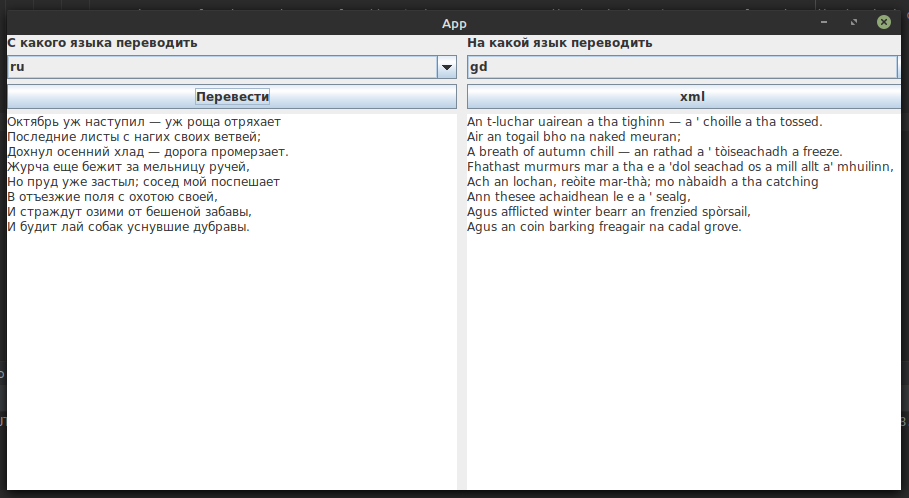 App
С какого языка переводить
ru
Перевести
Октябрь уж наступил — уж роща отряхает
Последние листы с нагих своих ветвей;
Дохнул осенний хлад — дорога промерзает.
Журча еще бежит за мельницу ручей,
Но пруд уже застыл; сосед мой поспешает
В отъезжие поля с охотою своей,
И страждут озими от бешеной забавы,
И будит лай собак уснувшие дубравы.
На какой язык переводить
gd
xml
An t-luchar uairean a tha tighinn — a ' choille a tha tossed.
Air an togail bho na naked meuran;
A breath of autumn chill — an rathad a ' tòiseachadh a freeze.
Fhathast murmurs mar a tha e a 'dol seachad os a mill allt a' mhuilinn,
Ach an lochan, reòite mar-thà; mo nàbaidh a tha catching
Ann thesee achaidhean le e a ' sealg,
Agus afflicted winter bearr an frenzied spòrsail,
Agus an coin barking freagair na cadal grove.